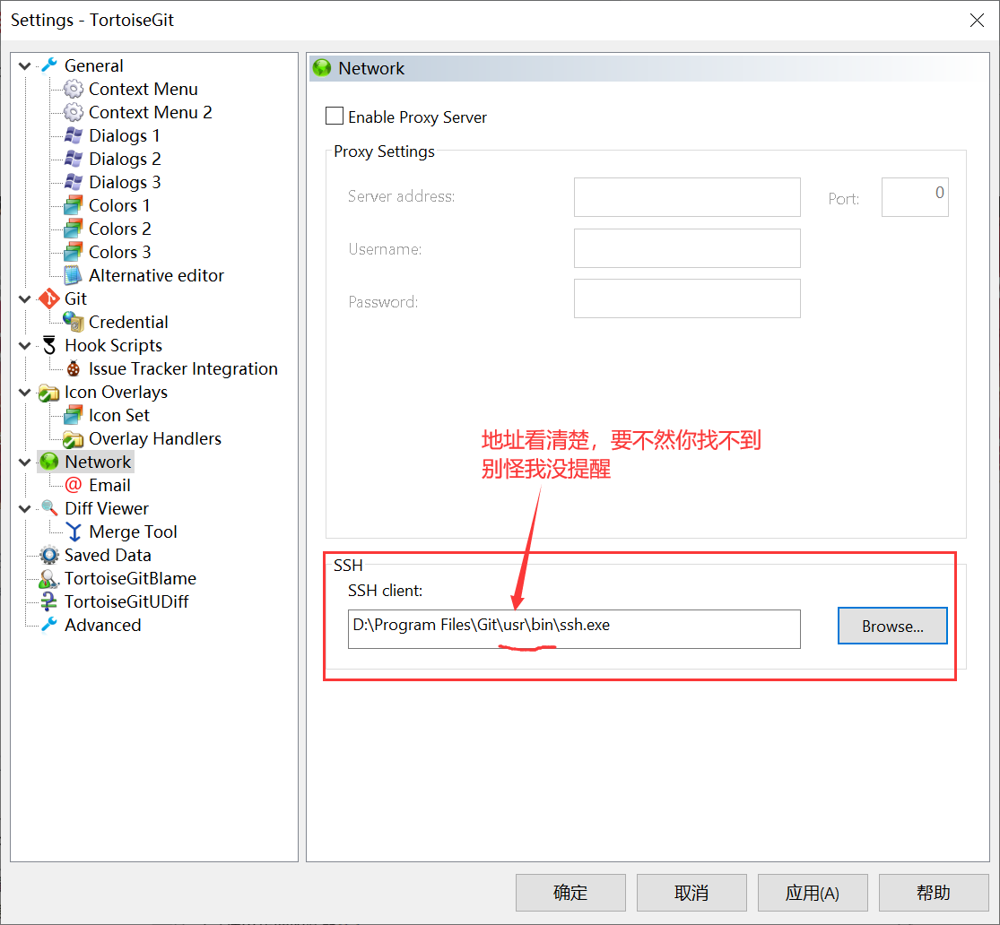 Settings - TortoiseGit
General
Context Menu
Context Menu 2
Dialogs 1
Dialogs 2
Dialogs 3
Colors 1
Colors 2
Colors 3
Alternative editor
Git
Credential
Hook Scripts
Issue Tracker Integration
Icon Overlays
Icon Set
Overlay Handlers
Network
Email
Diff Viewer
Merge Tool
Saved Data
TortoiseGitBlame
TortoiseGitUDiff
Advanced
Network
Enable Proxy Server
Proxy Settings
Server address:
Port:
0
Username:
Password:
地址看清楚，要不然你找不到
别怪我没提醒
SSH
SSH client:
D:\Program Files\Git\usr\bin\ssh.exe
Browse...
确定
取消
应用(A)
帮助